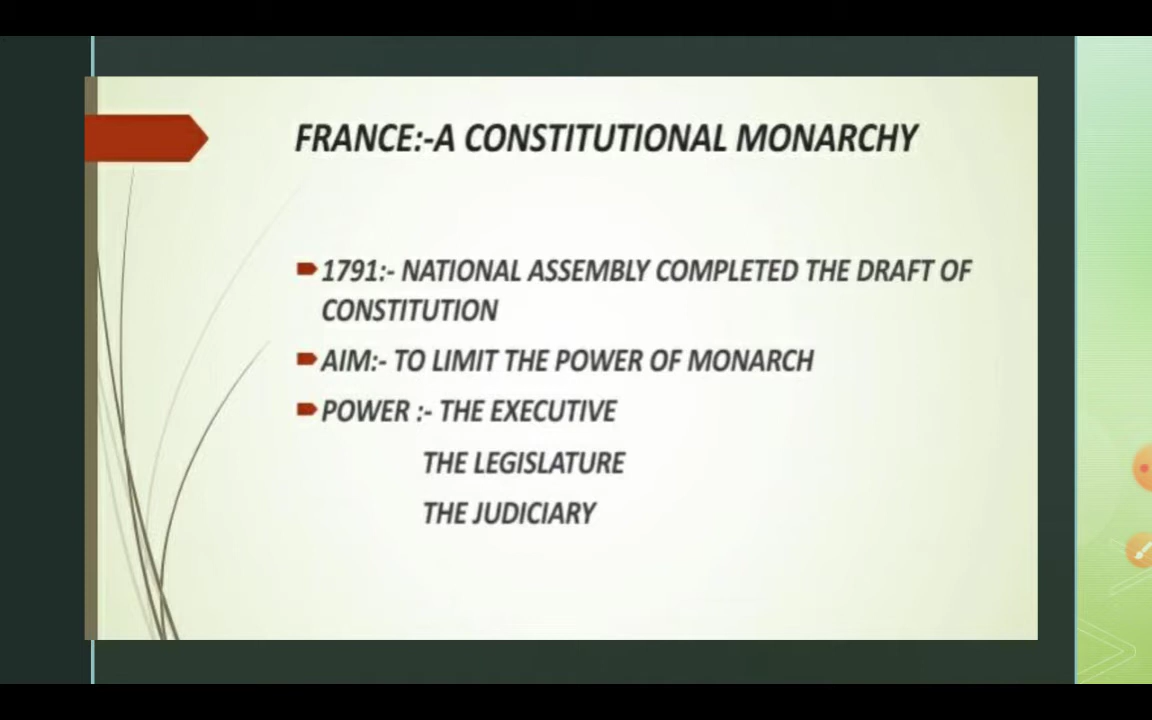 FRANCE:-A CONSTITUTIONAL MONARCHY
1791:- NATIONAL ASSEMBLY COMPLETED THE DRAFT OF
CONSTITUTION
AIM:- TO LIMIT THE POWER OF MONARCH
POWER :- THE EXECUTIVE
THE LEGISLATURE
THE JUDICIARY